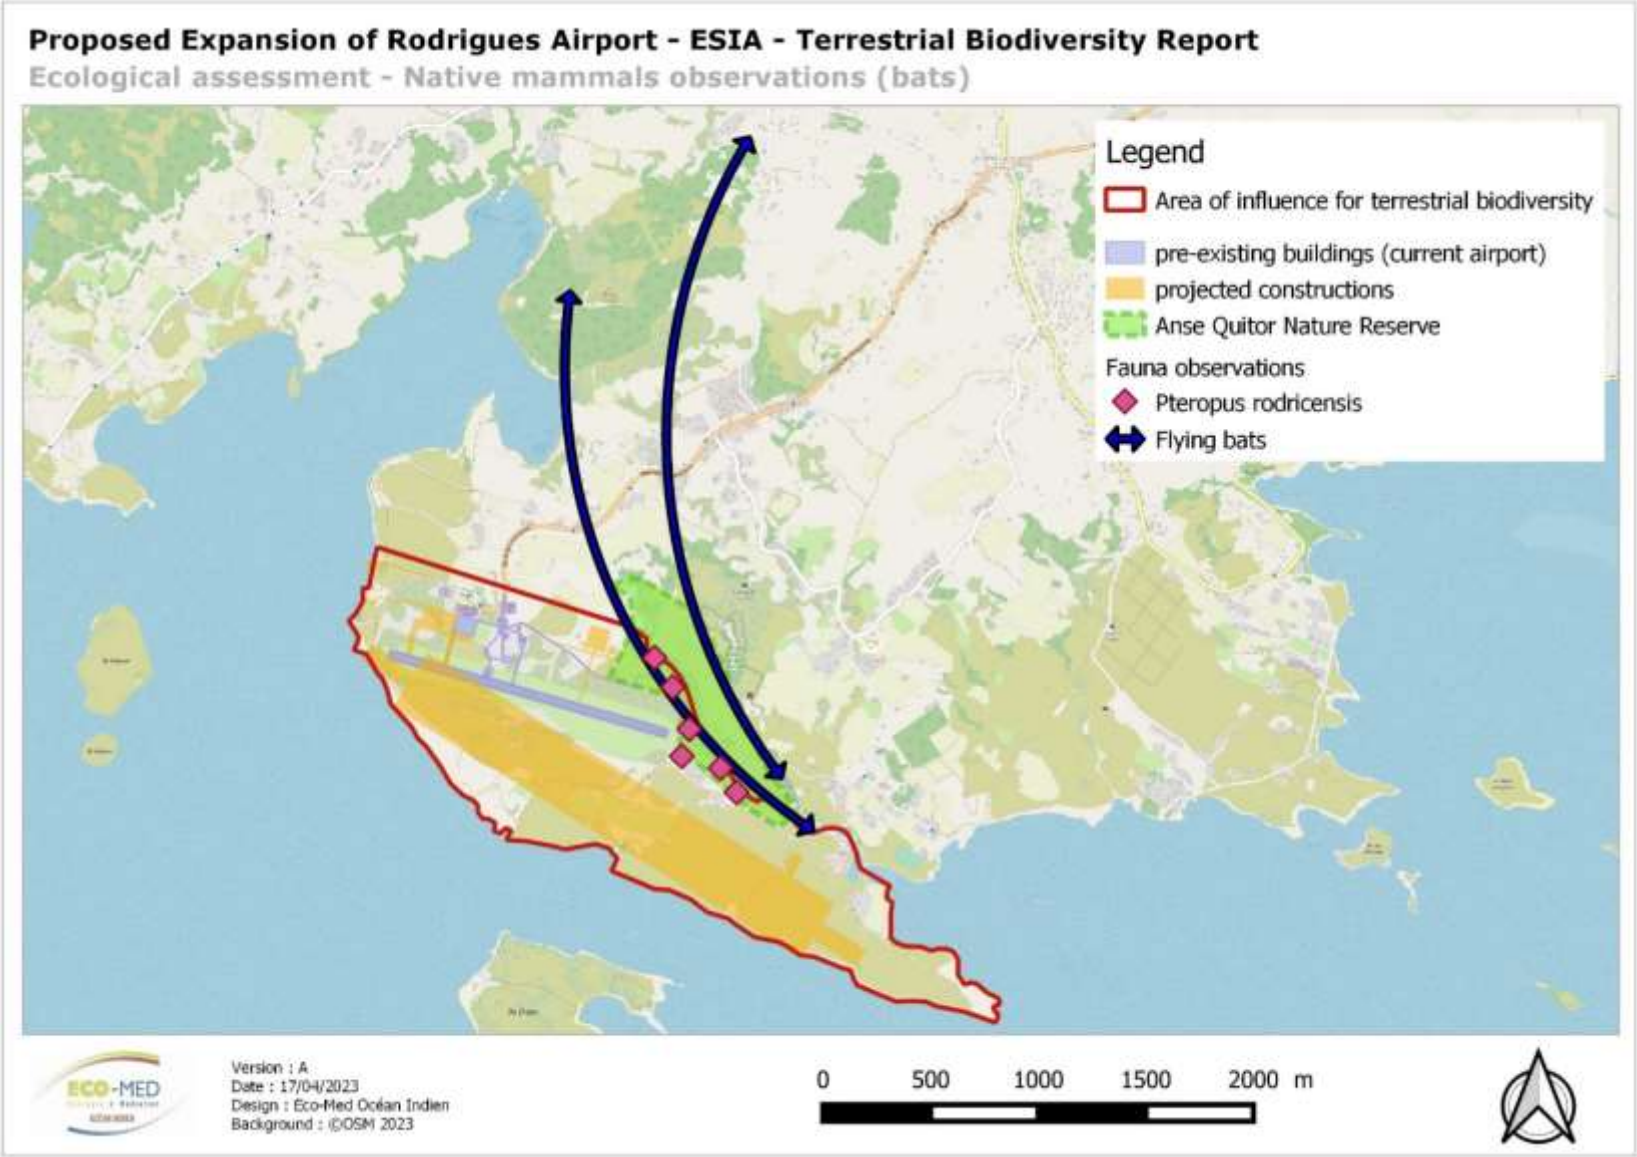 Proposed Expansion of Rodrigues Airport - ESIA - Terrestrial Biodiversity Report
Ecological assessment - Native mammals observations (bats)
Legend
Area of influence for terrestrial biodiversity
pre-existing buildings (current airport)
projected constructions
Anse Quitor Nature Reserve
Fauna observations
Pteropus rodricensis
Flying bats
ECO-MED
Version : A
Date : 17/04/2023
Design : Eco-Med Océan Indien
Background : ©OSM 2023
0 500 1000 1500 2000 m